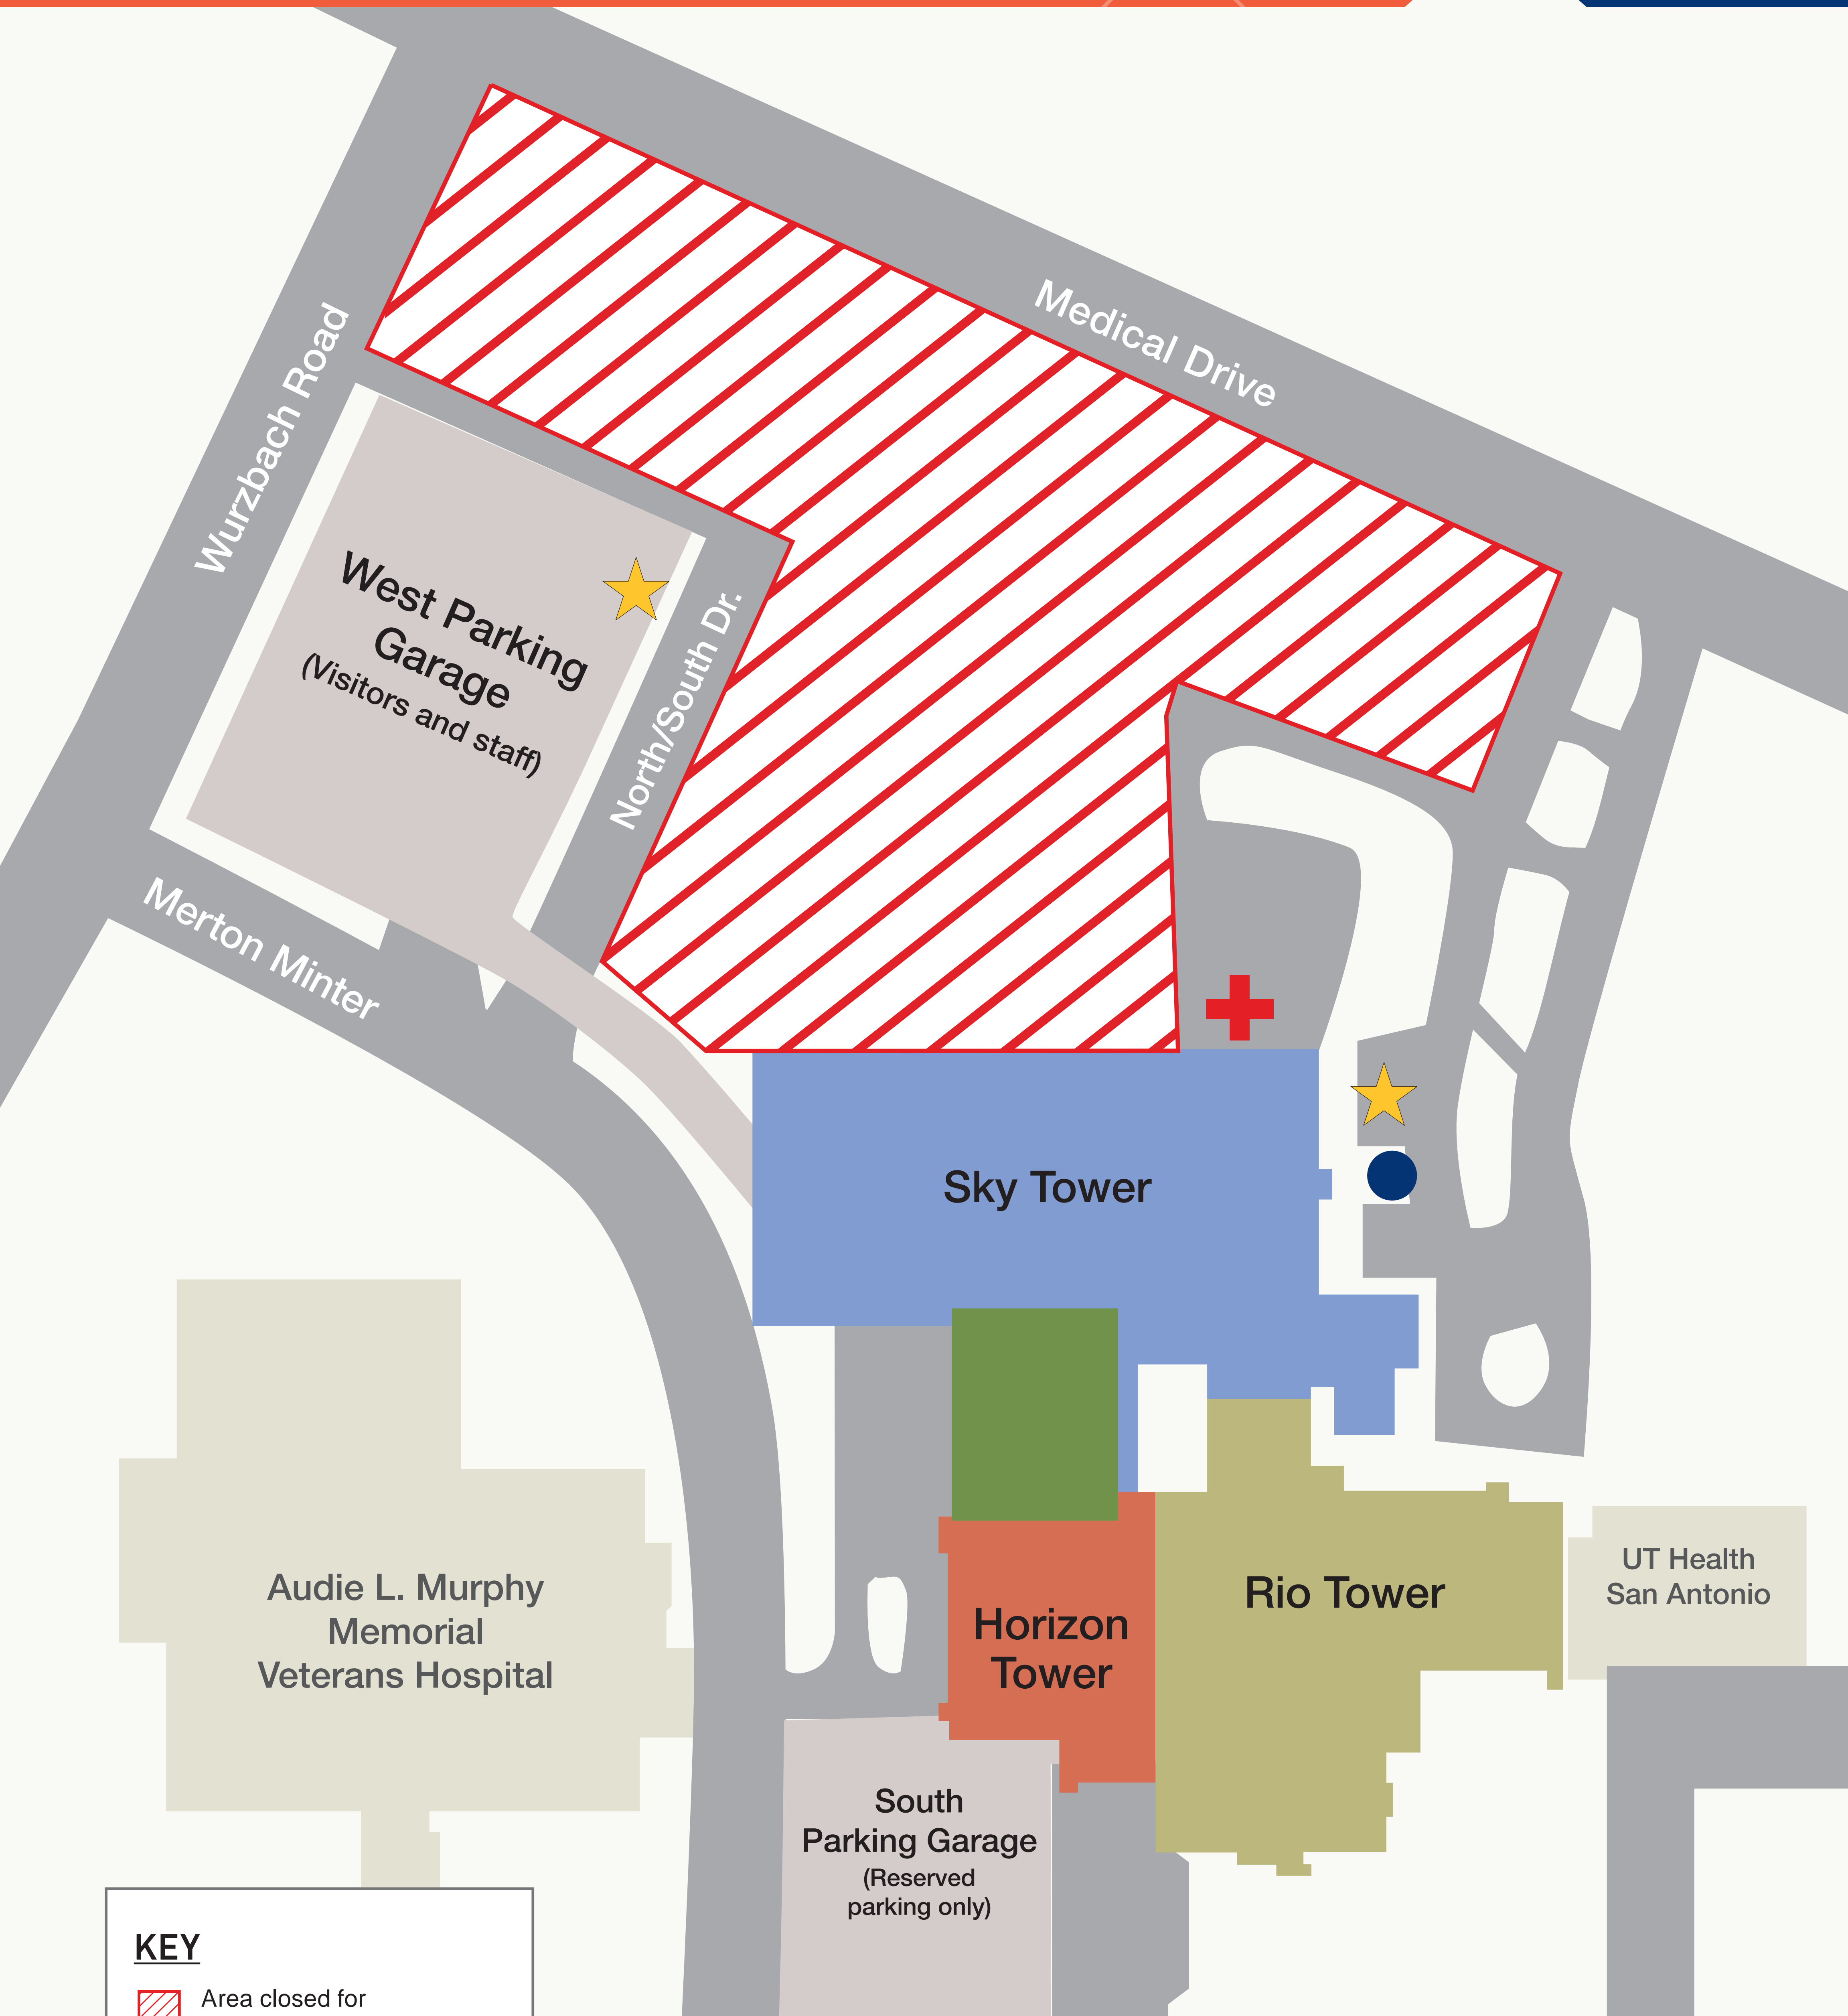 Medical Drive
Wurzbach Road
West Parking
Garage
(Visitors and staff)
North/South Dr.
Merton Minter
Sky Tower
Audie L. Murphy
Memorial
Veterans Hospital
Horizon
Tower
Rio Tower
UT Health
San Antonio
South
Parking Garage
(Reserved
parking only)
KEY
Area closed for